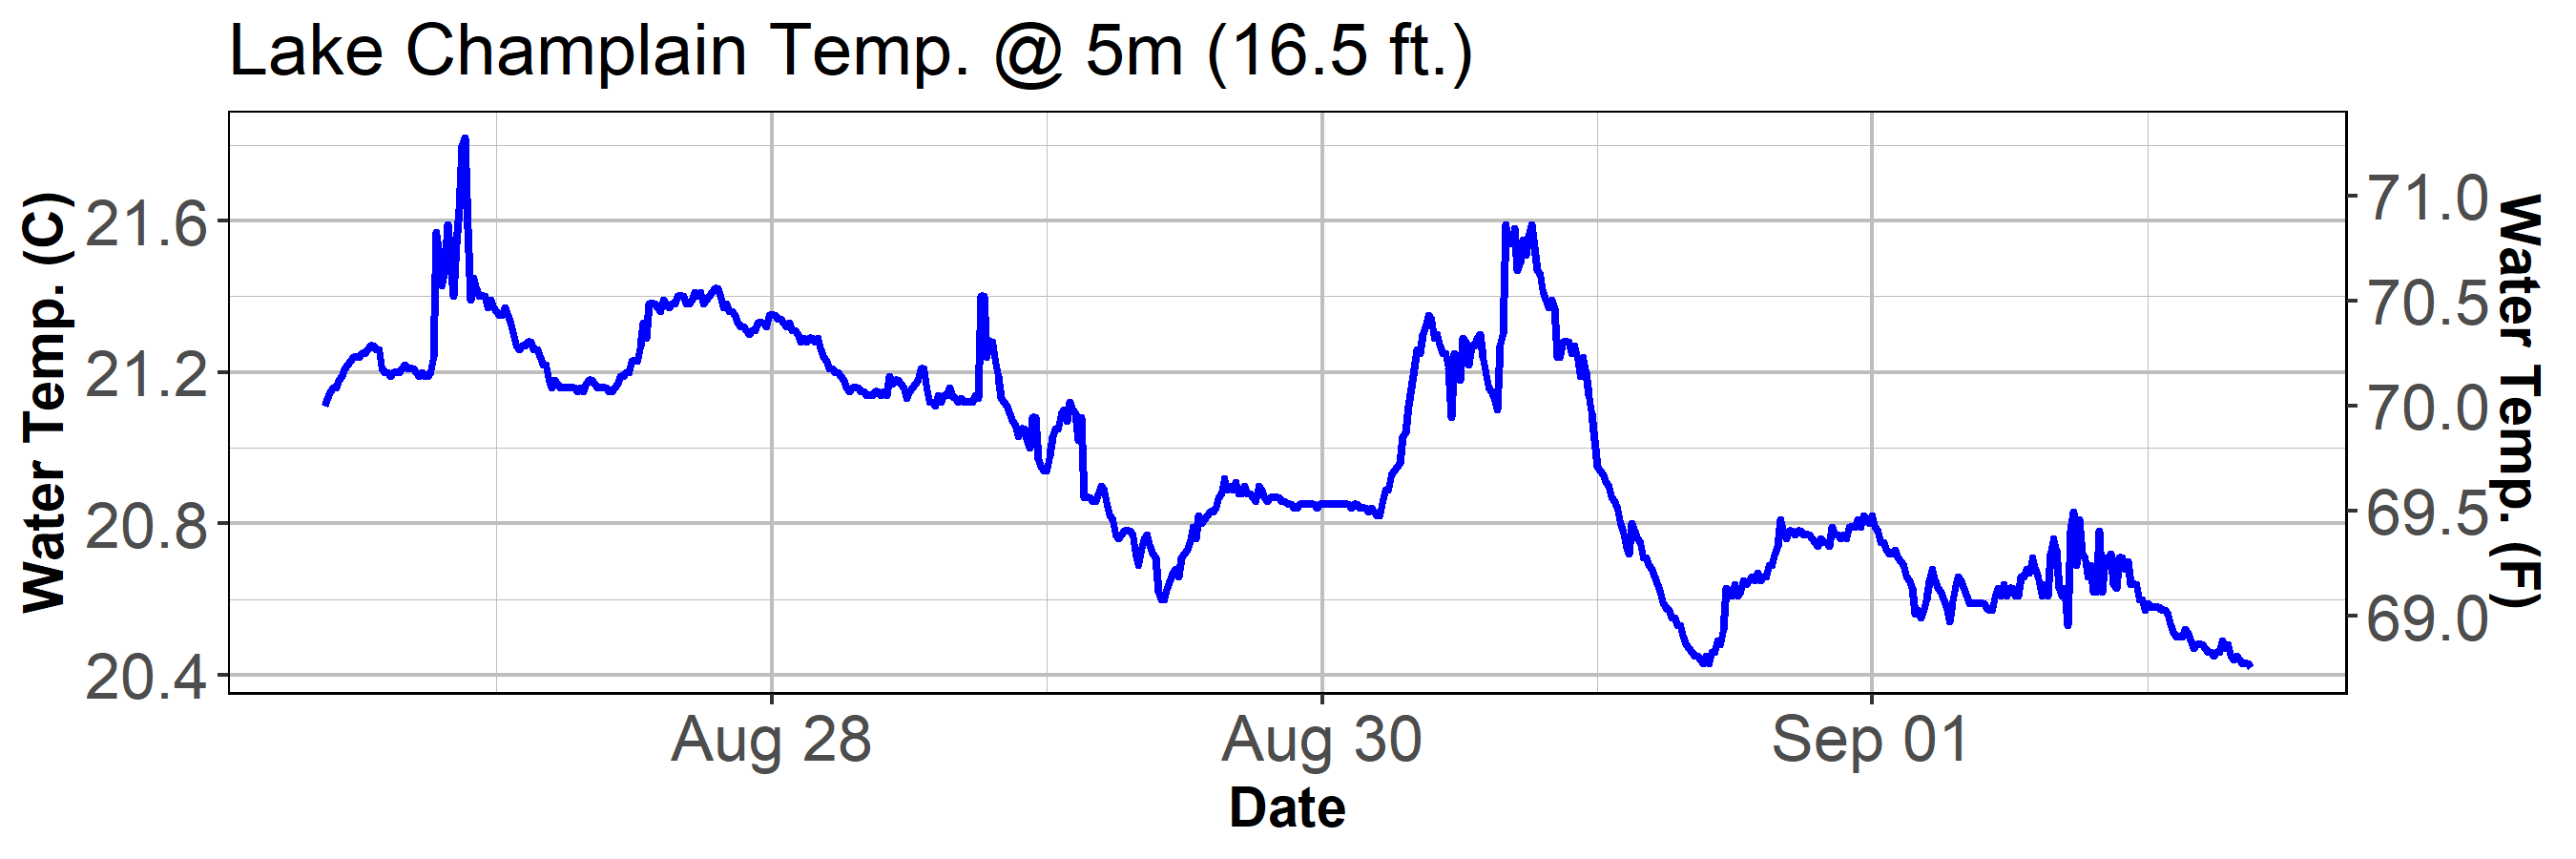 Lake Champlain Temp. @ 5m (16.5 ft.)
Water Temp. (C)
21.6
21.2
20.8
20.4
71.0
70.5
70.0
69.5
69.0
Water Temp. (F)
Aug 28
Aug 30
Sep 01
Date